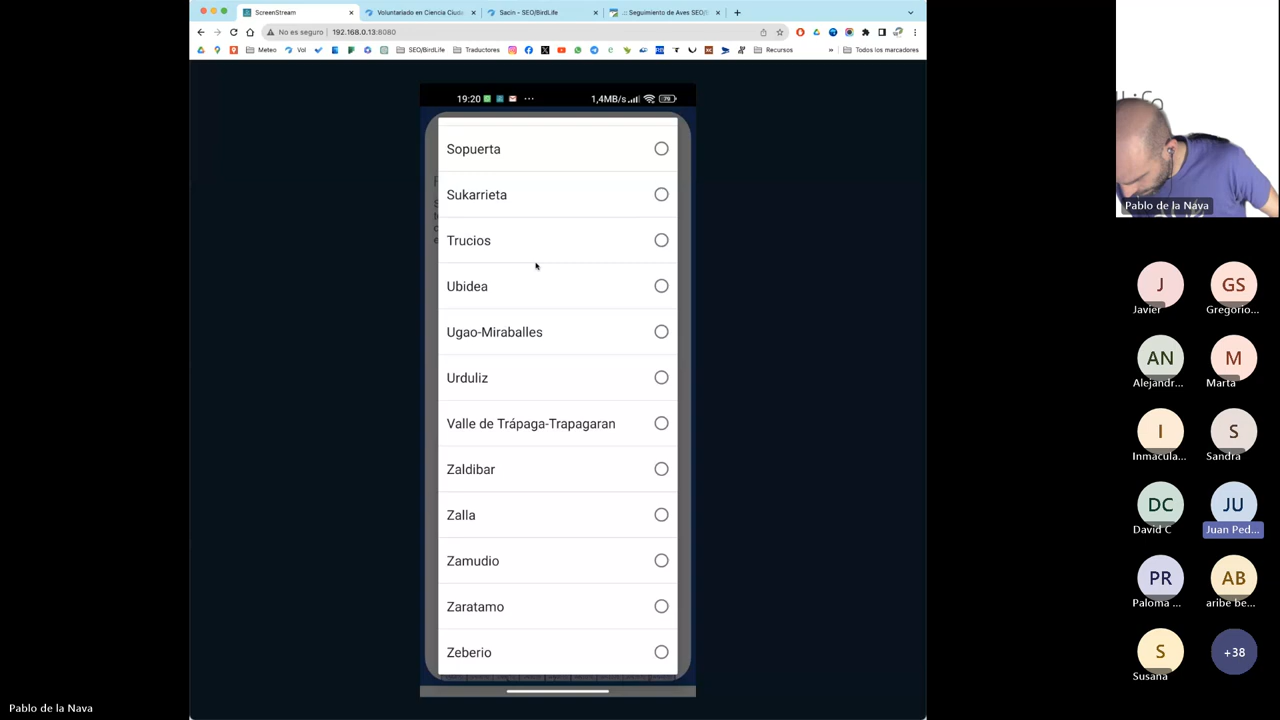 ScreenStream
Voluntariado en Ciencia Ciuda
Sacin - SEO/BirdLife
.:: Seguimiento de Aves SEO/
No es seguro
192.168.0.13:8080
Meteo
Vol
SEO/BirdLife
Traductores
Recursos
»
Todos los marcadores
19:20
...
1,4MB/s
79
Sopuerta
Sukarrieta
Trucios
Ubidea
Ugao-Miraballes
Urduliz
Valle de Trápaga-Trapagaran
Zaldibar
Zalla
Zamudio
Zaratamo
Zeberio
Pablo de la Nava
J
Javier
GS
Gregorio...
AN
Alejandr...
M
Marta
I
Inmacula...
S
Sandra
DC
David C
JU
Juan Ped...
PR
Paloma ...
AB
aribe be...
S
Susana
+38
Pablo de la Nava